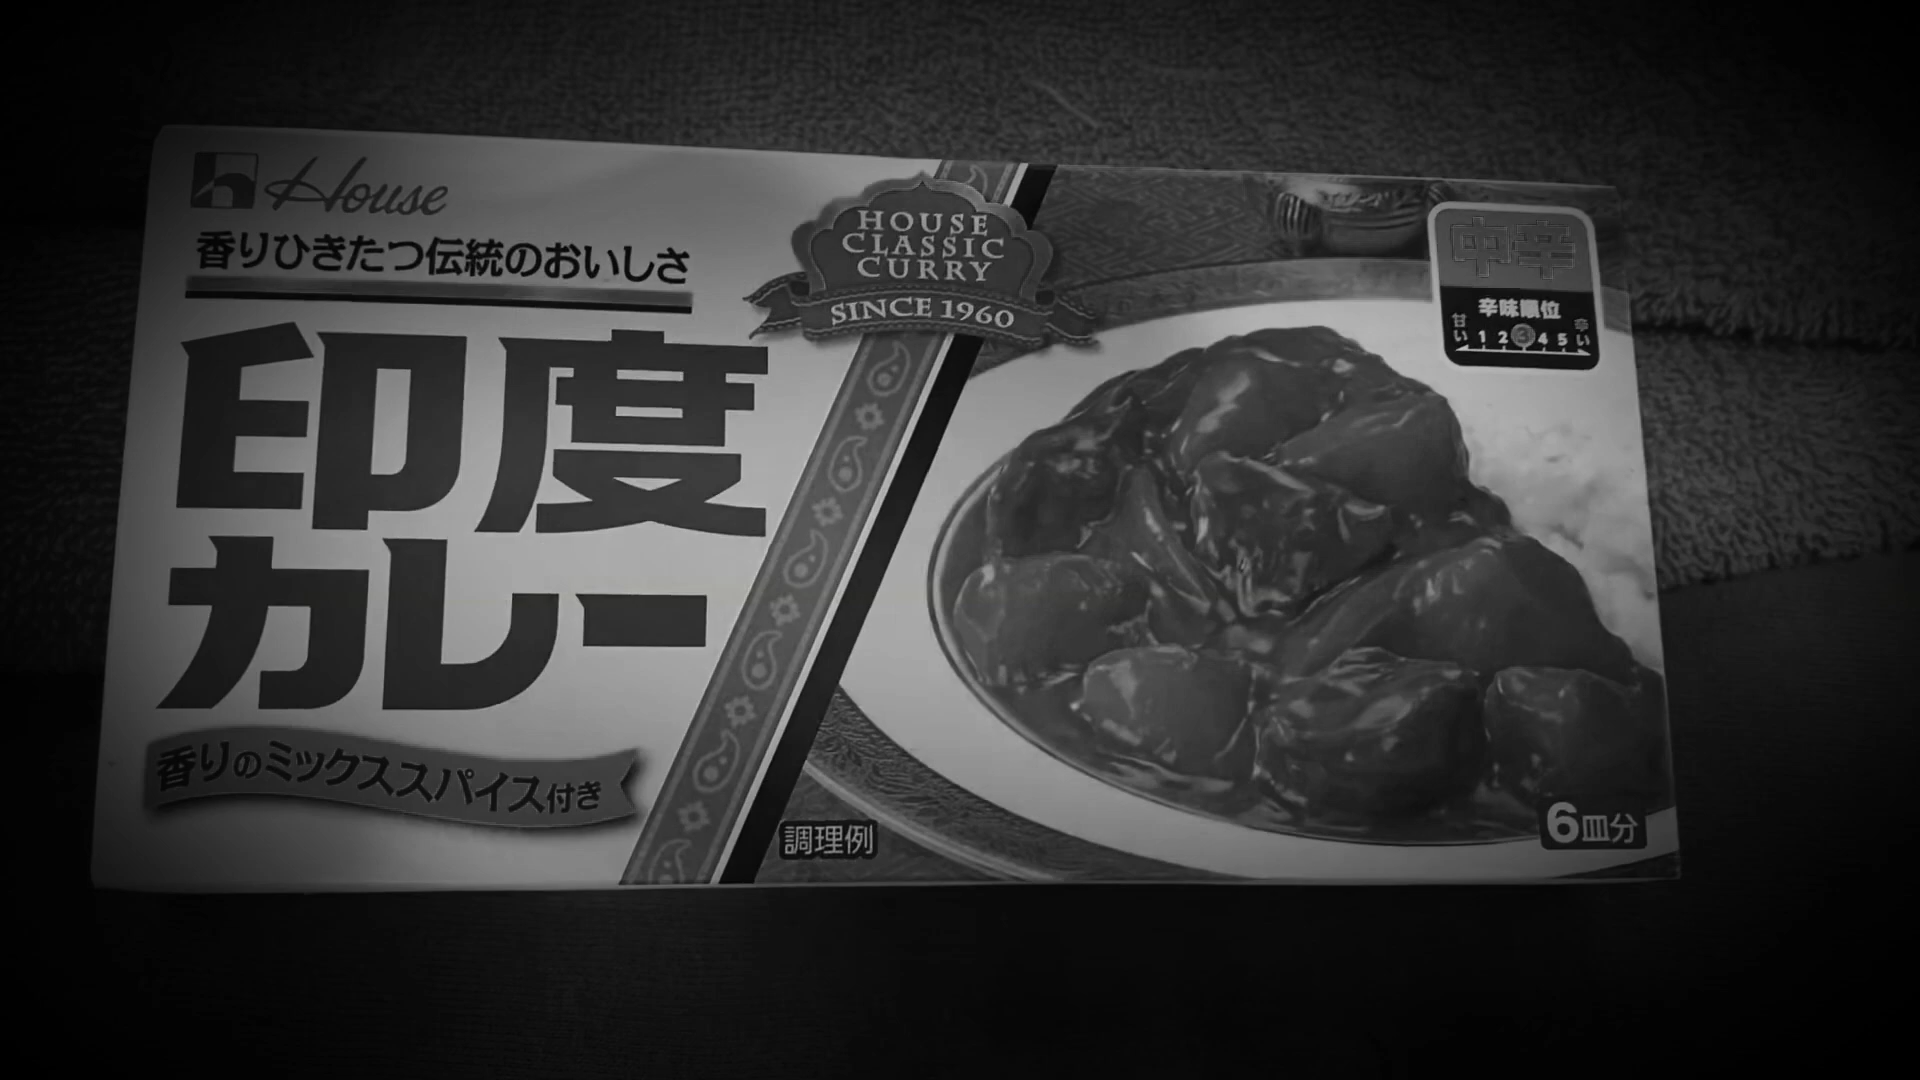 House
香りひきたつ伝統のおいしさ
印度
カレー
香りのミックススパイス付き
HOUSE
CLASSIC
CURRY
SINCE 1960
中辛
辛味順位
甘い 1 2 3 4 5 辛い
調理例
6皿分